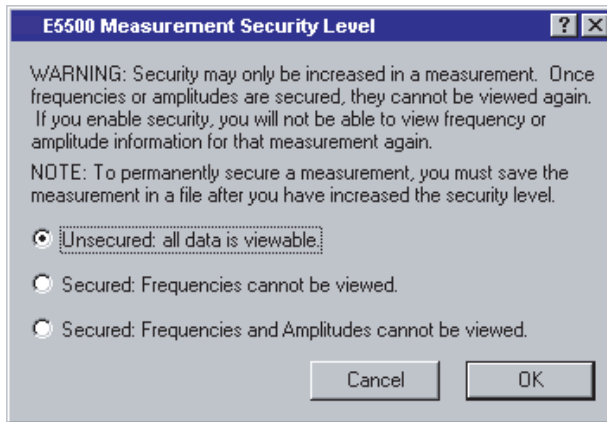 E5500 Measurement Security Level
WARNING: Security may only be increased in a measurement. Once
frequencies or amplitudes are secured, they cannot be viewed again.
If you enable security, you will not be able to view frequency or
amplitude information for that measurement again.
NOTE: To permanently secure a measurement, you must save the
measurement in a file after you have increased the security level.
Unsecured: all data is viewable.
Secured: Frequencies cannot be viewed.
Secured: Frequencies and Amplitudes cannot be viewed.
Cancel OK